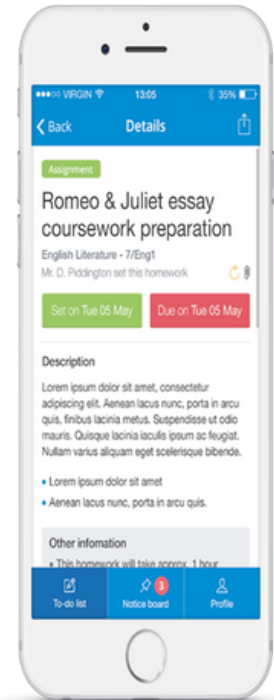 VIRGIN 13:05 35%
Back Details
Assignment
Romeo & Juliet essay
coursework preparation
English Literature - 7/Eng1
Mr. D. Piddington set this homework
Set on Tue 05 May Due on Tue 05 May
Description
Lorem ipsum dolor sit amet, consectetur
adipiscing elit. Aenean lacus nunc, porta in arcu
quis, finibus lacinia metus. Suspendisse ut odio
mauris. Quisque lacinia iaculis ipsum ac feugiat.
Nullam varius aliquam eget scelerisque bibende.
• Lorem ipsum dolor sit amet
• Aenean lacus nunc, porta in arcu quis.
Other infomation
• This homework will take approx. 1 hour
3
To-do list Notice board Profile